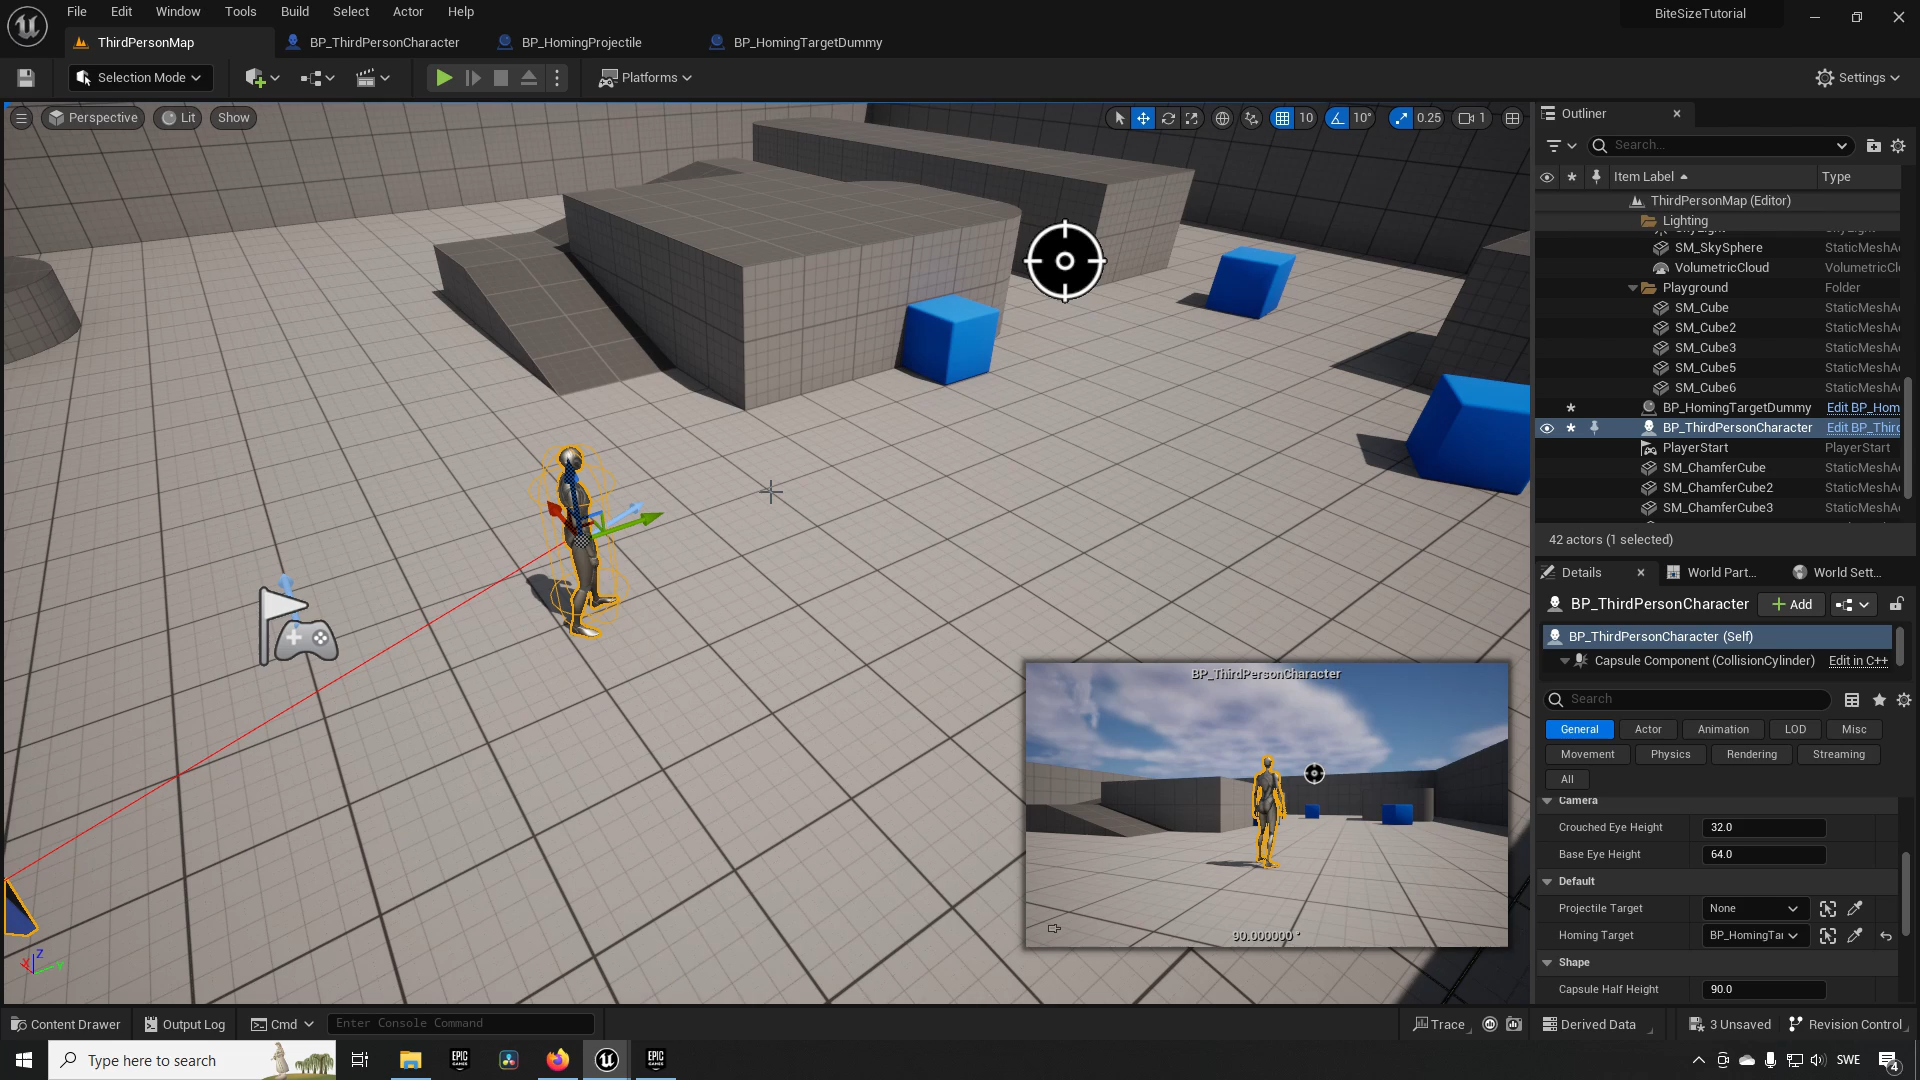 File Edit Window Tools Build Select Actor Help
BiteSizeTutorial
ThirdPersonMap BP_ThirdPersonCharacter BP_HomingProjectile BP_HomingTargetDummy
Selection Mode Platforms Settings
Perspective Lit Show 10 10° 0.25 1
Outliner
Search...
Item Label Type
ThirdPersonMap (Editor)
Lighting
SM_SkySphere StaticMeshA
VolumetricCloud VolumetricCl
Playground Folder
SM_Cube StaticMeshA
SM_Cube2 StaticMeshA
SM_Cube3 StaticMeshA
SM_Cube5 StaticMeshA
SM_Cube6 StaticMeshA
BP_HomingTargetDummy Edit BP_Hom
BP_ThirdPersonCharacter Edit BP_Thir
PlayerStart PlayerStart
SM_ChamferCube StaticMeshA
SM_ChamferCube2 StaticMeshA
SM_ChamferCube3 StaticMeshA
42 actors (1 selected)
Details World Part... World Sett...
BP_ThirdPersonCharacter Add
BP_ThirdPersonCharacter (Self)
Capsule Component (CollisionCylinder) Edit in C++
Search
General Actor Animation LOD Misc
Movement Physics Rendering Streaming
All
Camera
Crouched Eye Height 32.0
Base Eye Height 64.0
Default
Projectile Target None
Homing Target BP_HomingTar
Shape
Capsule Half Height 90.0
BP_ThirdPersonCharacter
90.000000 °
Z
X Y
Content Drawer Output Log Cmd Enter Console Command Trace Derived Data 3 Unsaved Revision Control
Type here to search EPIC GAMES EPIC GAMES SWE 4